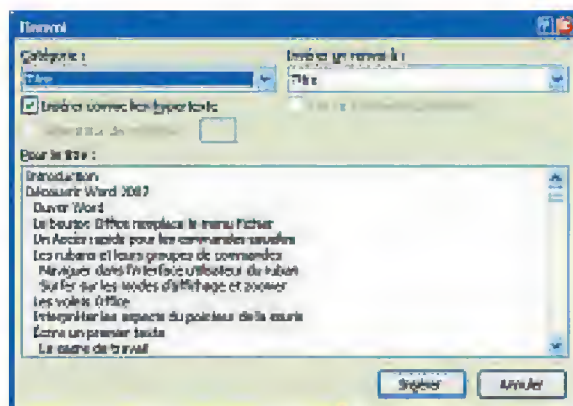 Renvoi
Catégorie :
Insérer un renvoi à :
Titre
Titre
Insérer comme lien hypertexte
Pour le titre :
Introduction
Découvrir Word 2007
Ouvrir Word
Le bouton Office remplace le menu Fichier
Un Accès rapide pour les commandes usuelles
Les rubans et leurs groupes de commandes
Naviguer dans l'interface utilisateur du ruban
Surfer sur les modes d'affichage et zoomer
Les volets Office
Interpréter les aspects du pointeur de la souris
Écrire un premier texte
Le cadre de travail
Insérer
Annuler